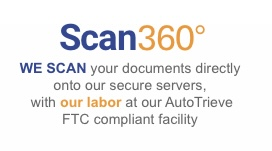 Scan360°
WE SCAN your documents directly
onto our secure servers,
with our labor at our AutoTrieve
FTC compliant facility